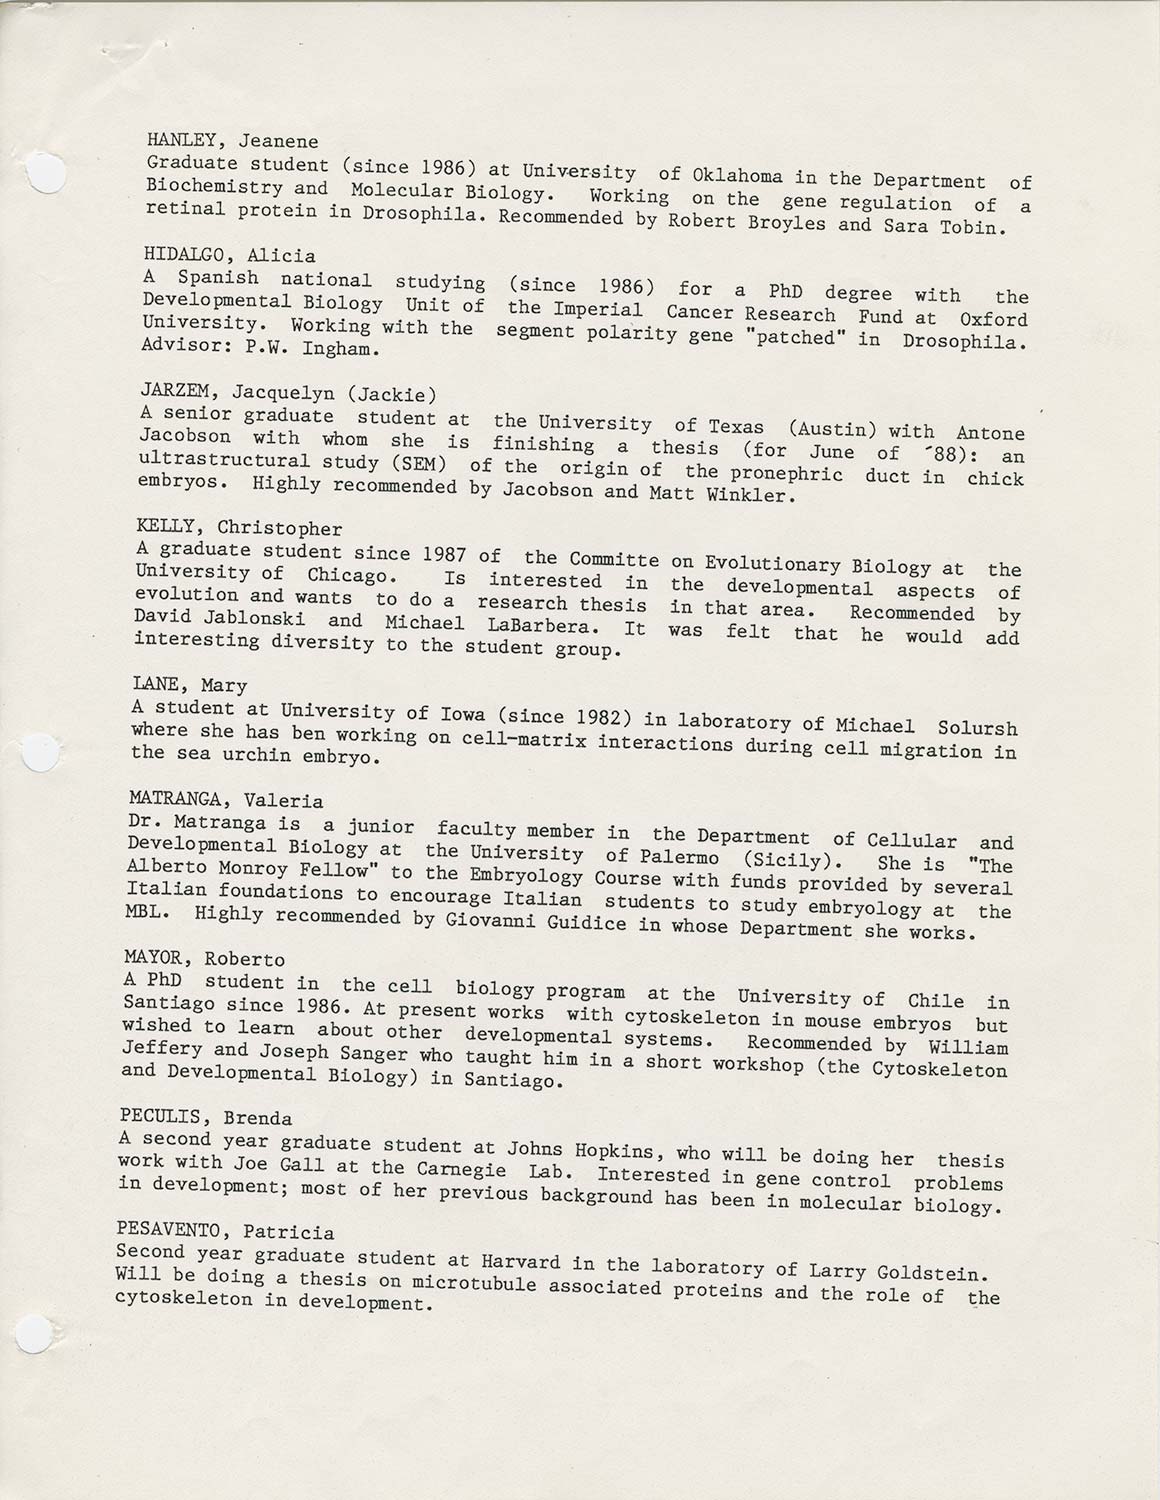 HANLEY, Jeanene
Graduate student (since 1986) at University of Oklahoma in the Department of
Biochemistry and Molecular Biology. Working on the gene regulation of a
retinal protein in Drosophila. Recommended by Robert Broyles and Sara Tobin.
HIDALGO, Alicia
A Spanish national studying (since 1986) for a PhD degree with the
Developmental Biology Unit of the Imperial Cancer Research Fund at Oxford
University. Working with the segment polarity gene "patched" in Drosophila.
Advisor: P.W. Ingham.
JARZEM, Jacquelyn (Jackie)
A senior graduate student at the University of Texas (Austin) with Antone
Jacobson with whom she is finishing a thesis (for June of ´88): an
ultrastructural study (SEM) of the origin of the pronephric duct in chick
embryos. Highly recommended by Jacobson and Matt Winkler.
KELLY, Christopher
A graduate student since 1987 of the Committe on Evolutionary Biology at the
University of Chicago. Is interested in the developmental aspects of
evolution and wants to do a research thesis in that area. Recommended by
David Jablonski and Michael LaBarbera. It was felt that he would add
interesting diversity to the student group.
LANE, Mary
A student at University of Iowa (since 1982) in laboratory of Michael Solursh
where she has ben working on cell-matrix interactions during cell migration in
the sea urchin embryo.
MATRANGA, Valeria
Dr. Matranga is a junior faculty member in the Department of Cellular and
Developmental Biology at the University of Palermo (Sicily). She is "The
Alberto Monroy Fellow" to the Embryology Course with funds provided by several
Italian foundations to encourage Italian students to study embryology at the
MBL. Highly recommended by Giovanni Guidice in whose Department she works.
MAYOR, Roberto
A PhD student in the cell biology program at the University of Chile in
Santiago since 1986. At present works with cytoskeleton in mouse embryos but
wished to learn about other developmental systems. Recommended by William
Jeffery and Joseph Sanger who taught him in a short workshop (the Cytoskeleton
and Developmental Biology) in Santiago.
PECULIS, Brenda
A second year graduate student at Johns Hopkins, who will be doing her thesis
work with Joe Gall at the Carnegie Lab. Interested in gene control problems
in development; most of her previous background has been in molecular biology.
PESAVENTO, Patricia
Second year graduate student at Harvard in the laboratory of Larry Goldstein.
Will be doing a thesis on microtubule associated proteins and the role of the
cytoskeleton in development.